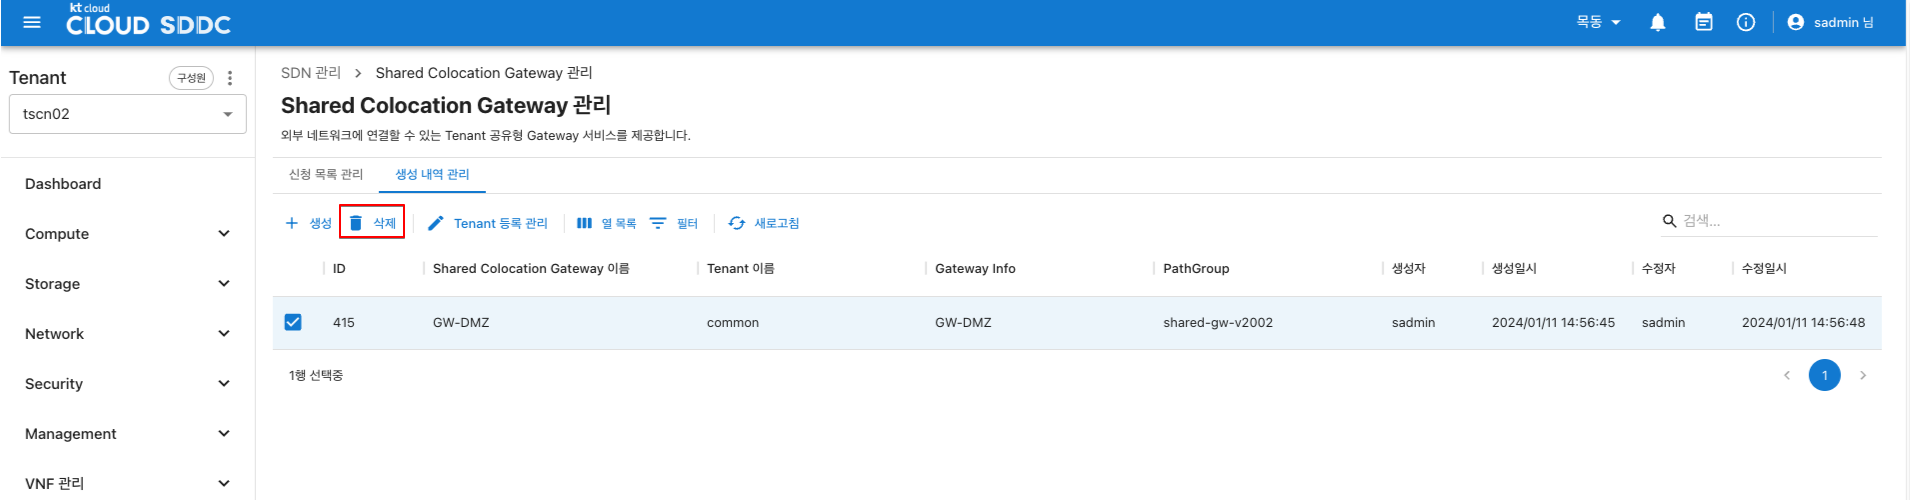 kt cloud
CLOUD SDDC
목동
sadmin 님
Tenant
구성원
tscn02
Dashboard
Compute
Storage
Network
Security
Management
VNF 관리
SDN 관리 > Shared Colocation Gateway 관리
Shared Colocation Gateway 관리
외부 네트워크에 연결할 수 있는 Tenant 공유형 Gateway 서비스를 제공합니다.
신청 목록 관리 생성 내역 관리
생성 삭제 Tenant 등록 관리 열 목록 필터 새로고침 검색...
ID Shared Colocation Gateway 이름 Tenant 이름 Gateway Info PathGroup 생성자 생성일시 수정자 수정일시
415 GW-DMZ common GW-DMZ shared-gw-v2002 sadmin 2024/01/11 14:56:45 sadmin 2024/01/11 14:56:48
1행 선택중
1